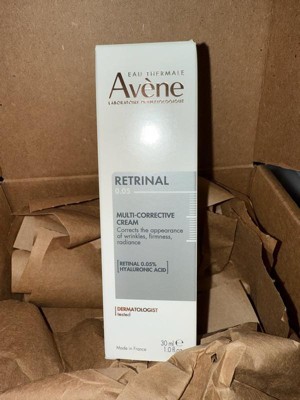 EAU THERMALE
Avène
LABORATOIRE DERMATOLOGIQUE
RETRINAL
0.05
MULTI-CORRECTIVE
CREAM
Corrects the appearance
of wrinkles, firmness,
radiance
RETINAL 0.05%
HYALURONIC ACID
DERMATOLOGIST
tested
30 ml ℮
Made in France
1.0 fl.